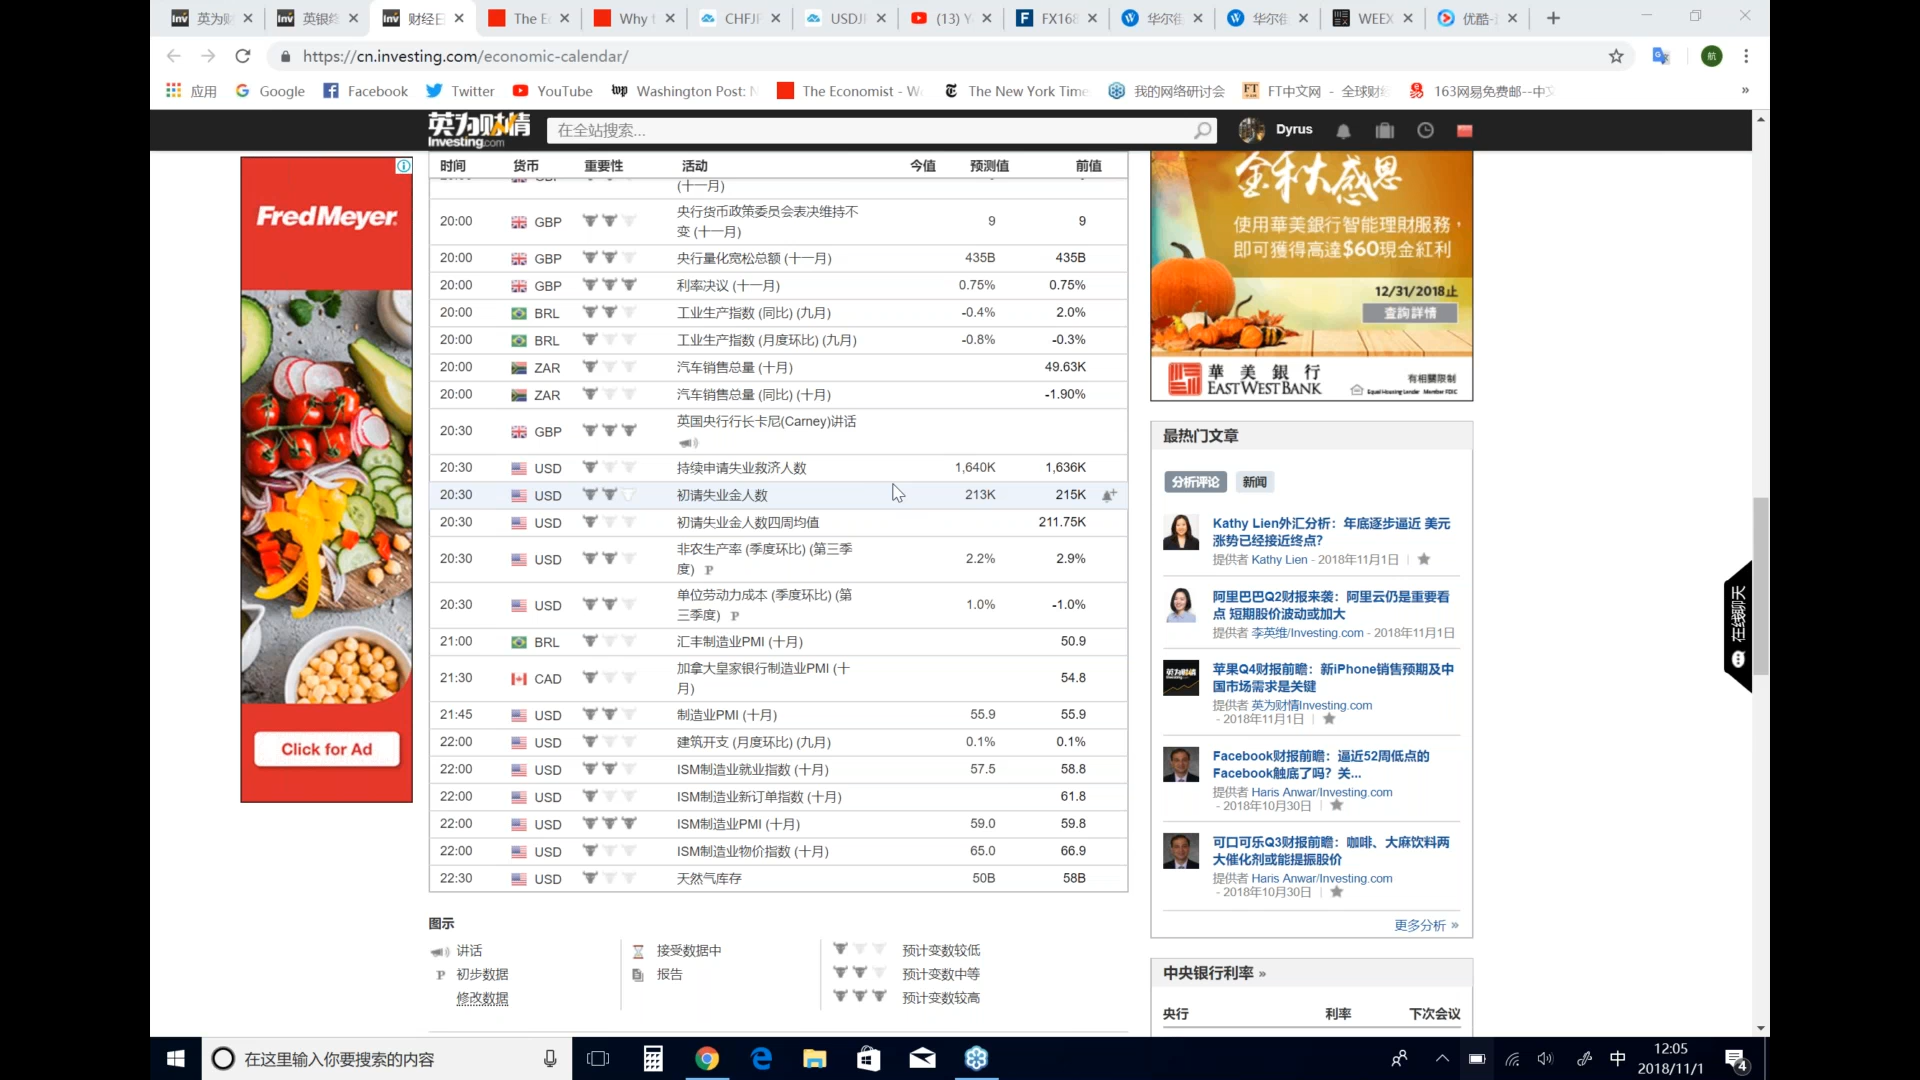 英为财
英银终
财经日
The Ec
Why t
CHFJP
USDJI
(13) Y
FX168
华尔街
华尔街
WEEX
优酷-
https://cn.investing.com/economic-calendar/
应用
Google
Facebook
Twitter
YouTube
Washington Post: N
The Economist - W
The New York Time
我的网络研讨会
FT中文网 - 全球财
163网易免费邮--中文
英为财情
Investing.com
在全站搜索...
Dyrus
时间 货币 重要性 活动 今值 预测值 前值
(十一月)
20:00 GBP 央行货币政策委员会表决维持不变 (十一月) 9 9
20:00 GBP 央行量化宽松总额 (十一月) 435B 435B
20:00 GBP 利率决议 (十一月) 0.75% 0.75%
20:00 BRL 工业生产指数 (同比) (九月) -0.4% 2.0%
20:00 BRL 工业生产指数 (月度环比) (九月) -0.8% -0.3%
20:00 ZAR 汽车销售总量 (十月) 49.63K
20:00 ZAR 汽车销售总量 (同比) (十月) -1.90%
20:30 GBP 英国央行行长卡尼(Carney)讲话
20:30 USD 持续申请失业救济人数 1,640K 1,636K
20:30 USD 初请失业金人数 213K 215K
20:30 USD 初请失业金人数四周均值 211.75K
20:30 USD 非农生产率 (季度环比) (第三季度) P 2.2% 2.9%
20:30 USD 单位劳动力成本 (季度环比) (第三季度) P 1.0% -1.0%
21:00 BRL 汇丰制造业PMI (十月) 50.9
21:30 CAD 加拿大皇家银行制造业PMI (十月) 54.8
21:45 USD 制造业PMI (十月) 55.9 55.9
22:00 USD 建筑开支 (月度环比) (九月) 0.1% 0.1%
22:00 USD ISM制造业就业指数 (十月) 57.5 58.8
22:00 USD ISM制造业新订单指数 (十月) 61.8
22:00 USD ISM制造业PMI (十月) 59.0 59.8
22:00 USD ISM制造业物价指数 (十月) 65.0 66.9
22:30 USD 天然气库存 50B 58B
图示
讲话
初步数据
修改数据
接受数据中
报告
预计变数较低
预计变数中等
预计变数较高
Fred Meyer
Click for Ad
金秋大感恩
使用華美銀行智能理財服務，
即可獲得高達$60現金紅利
12/31/2018止
查詢詳情
華美銀行
EASTWEST BANK
有相關限制
Equal Housing Lender Member FDIC
最热门文章
分析评论 新闻
Kathy Lien外汇分析：年底逐步逼近 美元
涨势已经接近终点?
提供者 Kathy Lien - 2018年11月1日
阿里巴巴Q2财报来袭：阿里云仍是重要看
点 短期股价波动或加大
提供者 李英维/Investing.com - 2018年11月1日
苹果Q4财报前瞻：新iPhone销售预期及中
国市场需求是关键
提供者 英为财情Investing.com
- 2018年11月1日
Facebook财报前瞻：逼近52周低点的
Facebook触底了吗？关...
提供者 Haris Anwar/Investing.com
- 2018年10月30日
可口可乐Q3财报前瞻：咖啡、大麻饮料两
大催化剂或能提振股价
提供者 Haris Anwar/Investing.com
- 2018年10月30日
更多分析 »
中央银行利率 »
央行 利率 下次会议
在线聊天
在这里输入你要搜索的内容
中
12:05
2018/11/1
4